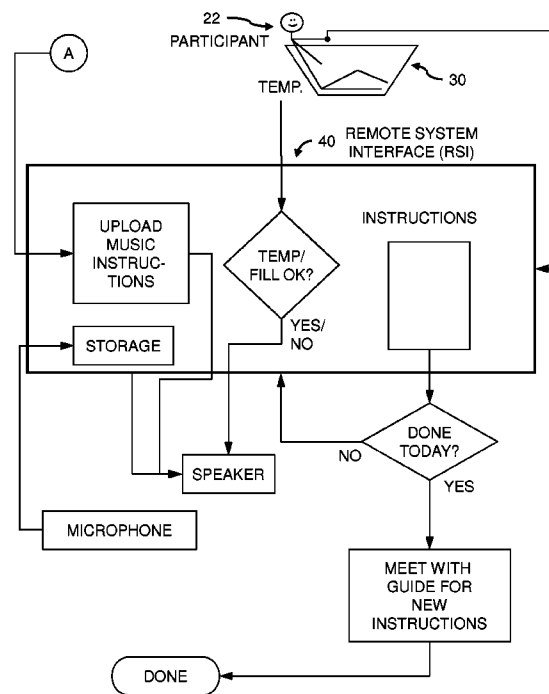 22
PARTICIPANT
A
30
TEMP.
40
REMOTE SYSTEM
INTERFACE (RSI)
UPLOAD
MUSIC
INSTRUC-
TIONS
TEMP/
FILL OK?
INSTRUCTIONS
YES/
NO
STORAGE
DONE
TODAY?
NO
YES
SPEAKER
MICROPHONE
MEET WITH
GUIDE FOR
NEW
INSTRUCTIONS
DONE